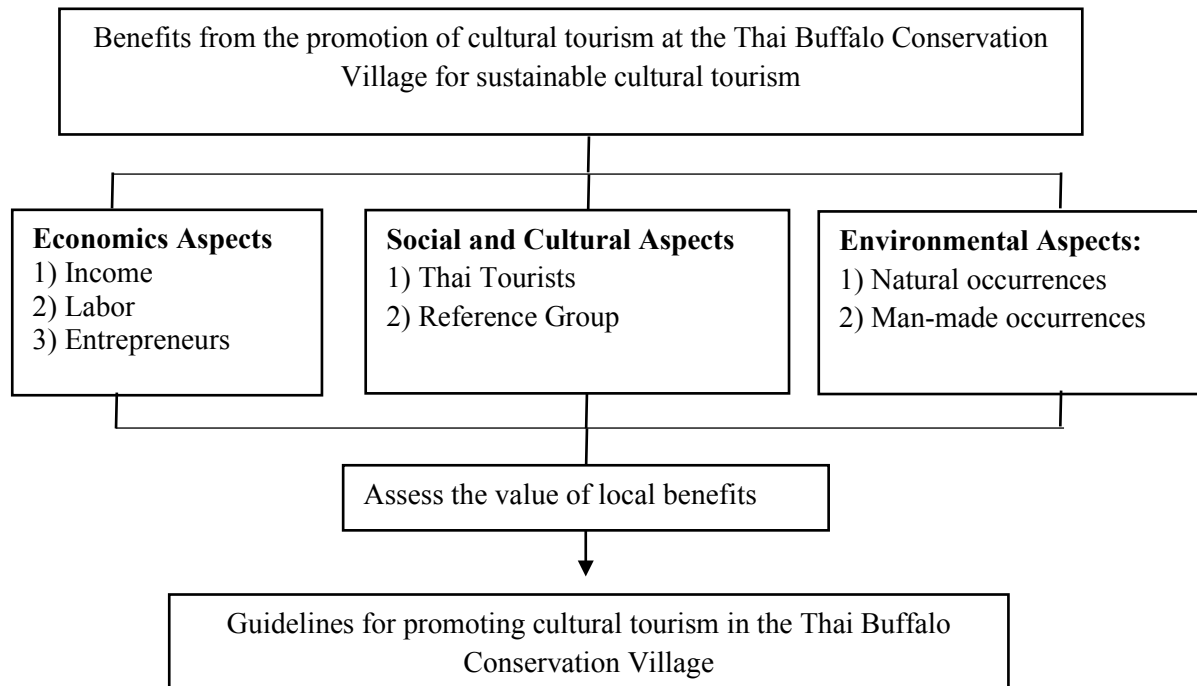 Benefits from the promotion of cultural tourism at the Thai Buffalo Conservation
Village for sustainable cultural tourism
Economics Aspects
1) Income
2) Labor
3) Entrepreneurs
Social and Cultural Aspects
1) Thai Tourists
2) Reference Group
Environmental Aspects:
1) Natural occurrences
2) Man-made occurrences
Assess the value of local benefits
Guidelines for promoting cultural tourism in the Thai Buffalo
Conservation Village